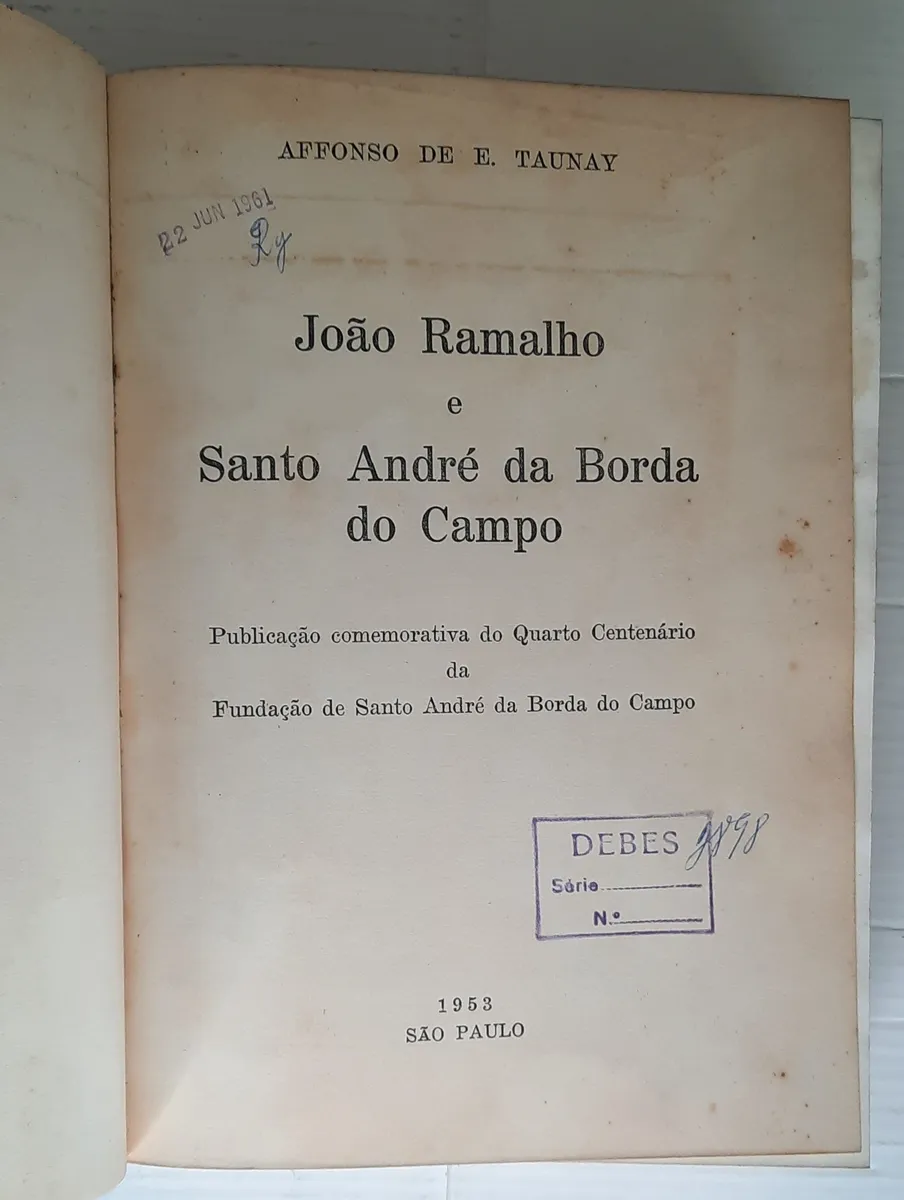 AFFONSO DE E. TAUNAY
22 JUN 1961
João Ramalho
e
Santo André da Borda
do Campo
Publicação comemorativa do Quarto Centenário
da
Fundação de Santo André da Borda do Campo
DEBES
Série
N.º
1953
SÃO PAULO